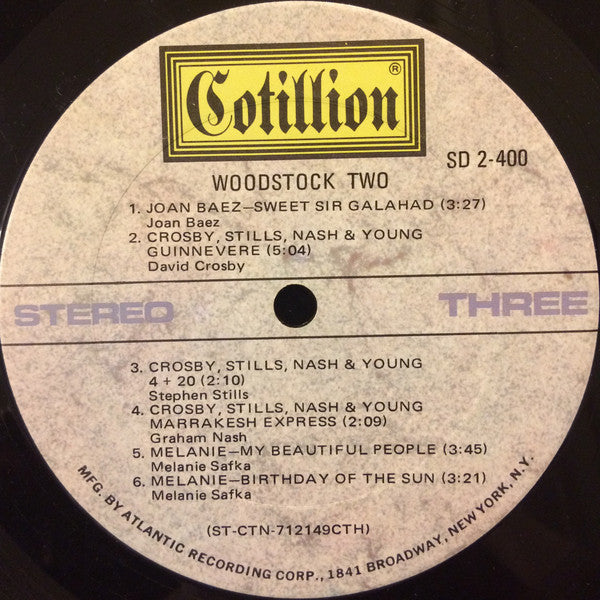 Cotillion®
SD 2-400
WOODSTOCK TWO
1. JOAN BAEZ—SWEET SIR GALAHAD (3:27)
Joan Baez
2. CROSBY, STILLS, NASH & YOUNG
GUINNEVERE (5:04)
David Crosby
STEREO THREE
3. CROSBY, STILLS, NASH & YOUNG
4 + 20 (2:10)
Stephen Stills
4. CROSBY, STILLS, NASH & YOUNG
MARRAKESH EXPRESS (2:09)
Graham Nash
5. MELANIE—MY BEAUTIFUL PEOPLE (3:45)
Melanie Safka
6. MELANIE—BIRTHDAY OF THE SUN (3:21)
Melanie Safka
(ST-CTN-712149CTH)
MFG. BY ATLANTIC RECORDING CORP., 1841 BROADWAY, NEW YORK, N.Y.